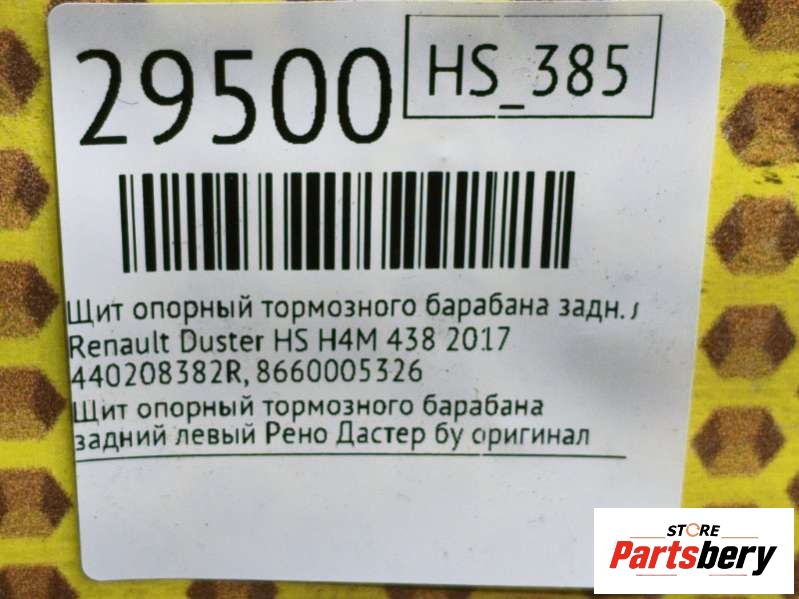 29500
HS_385
Щит опорный тормозного барабана задн.
Renault Duster HS H4M 438 2017
440208382R, 8660005326
Щит опорный тормозного барабана
задний левый Рено Дастер бу оригинал
STORE
Partsbery